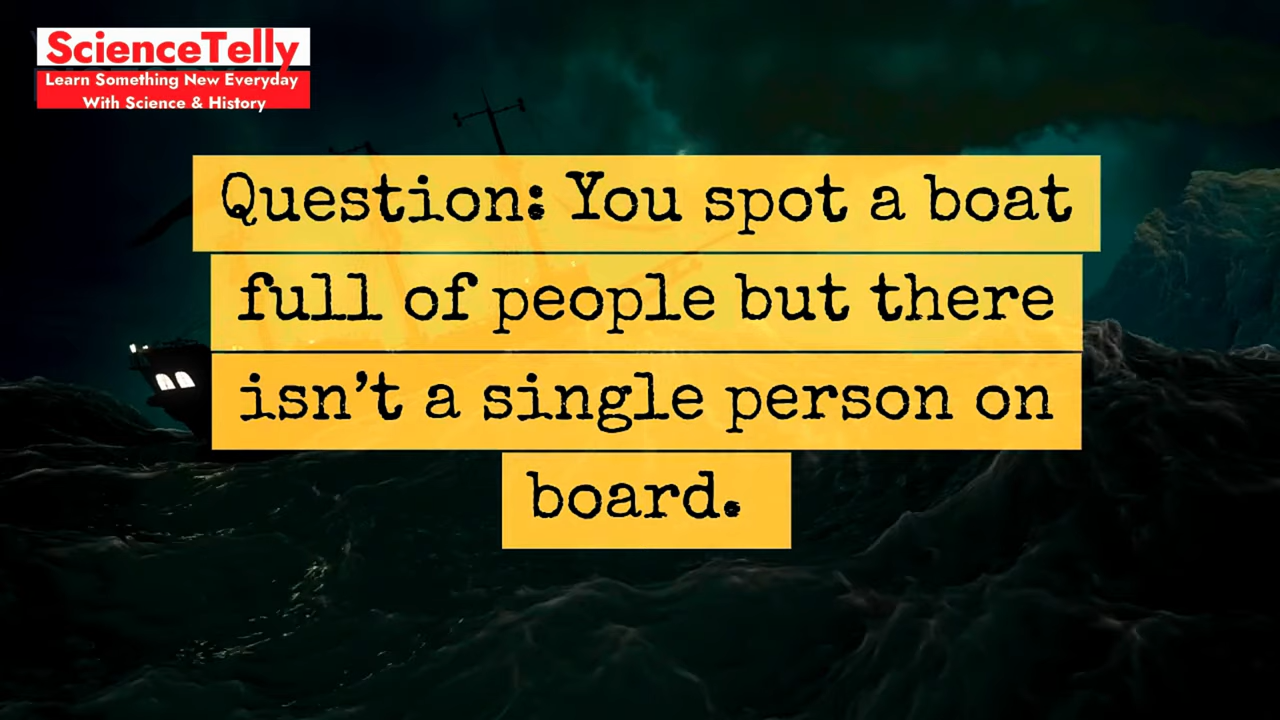 ScienceTelly
Learn Something New Everyday
With Science & History
Question: You spot a boat
full of people but there
isn’t a single person on
board.